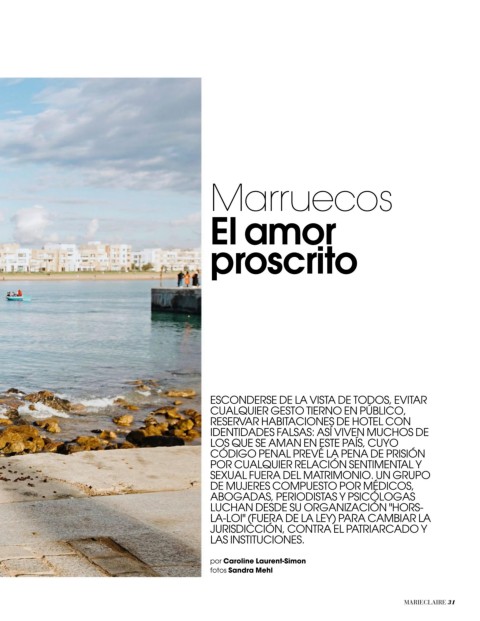 Marruecos
El amor
proscrito
ESCONDERSE DE LA VISTA DE TODOS, EVITAR
CUALQUIER GESTO TIERNO EN PÚBLICO,
RESERVAR HABITACIONES DE HOTEL CON
IDENTIDADES FALSAS: ASÍ VIVEN MUCHOS DE
LOS QUE SE AMAN EN ESTE PAÍS, CUYO
CÓDIGO PENAL PREVÉ LA PENA DE PRISIÓN
POR CUALQUIER RELACIÓN SENTIMENTAL Y
SEXUAL FUERA DEL MATRIMONIO. UN GRUPO
DE MUJERES COMPUESTO POR MÉDICOS,
ABOGADAS, PERIODISTAS Y PSICÓLOGAS
LUCHAN DESDE SU ORGANIZACIÓN "HORS-
LA-LOI" (FUERA DE LA LEY) PARA CAMBIAR LA
JURISDICCIÓN, CONTRA EL PATRIARCADO Y
LAS INSTITUCIONES.
por Caroline Laurent-Simon
fotos Sandra Mehl
MARIECLAIRE 31